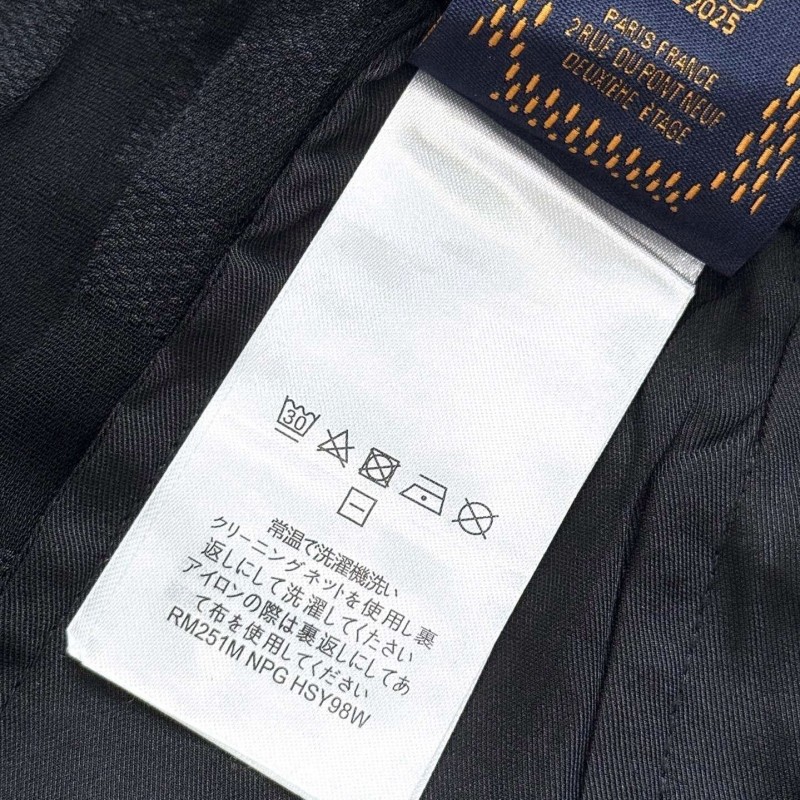 2025
PARIS FRANCE
2 RUE DU PONT NEUF
DEUXIÈME ÉTAGE
30
常温で洗濯機洗い
クリーニングネットを使用し裏
返しにして洗濯してください
アイロンの際は裏返しにしてあ
て布を使用してください
RM251M NPG HSY98W